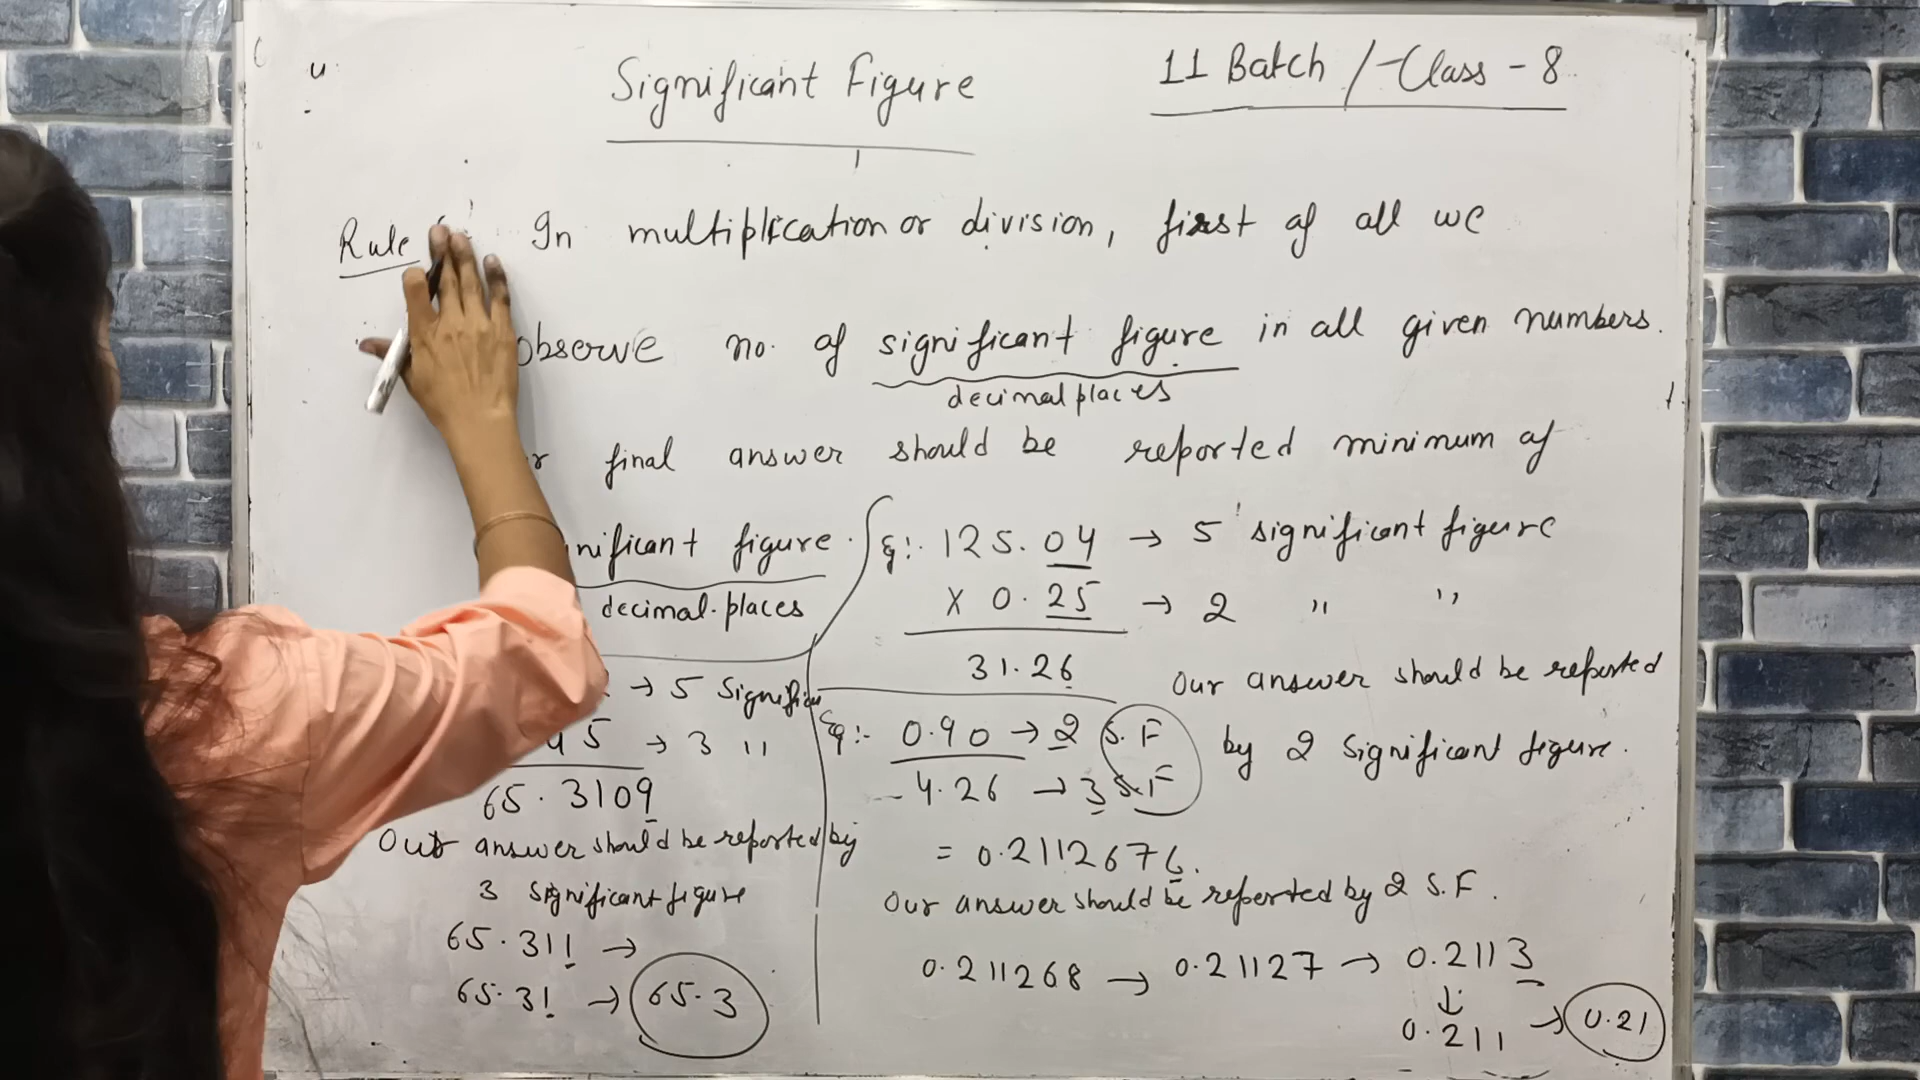 Significant Figure
11 Batch / Class - 8
Rule
In multiplication or division, first of all we
observe no. of significant figure in all given numbers.
decimal places
final answer should be reported minimum of
nificant figure.
decimal. places
Eg:. 125.04 → 5 significant figure
X 0.25 → 2 " "
31.26
Our answer should be reported
by 2 Significant figure.
→ 5 Signifi
45 → 3 "
65.3109
Our answer should be reported by
3 Significant figure
65.311 →
65.31 → 65.3
Eg:- 0.90 → 2 S.F
4.26 → 3 S.F
= 0.2112676.
Our answer should be reported by 2 S.F.
0.211268 → 0.21127 → 0.2113
↓
0.211 → 0.21